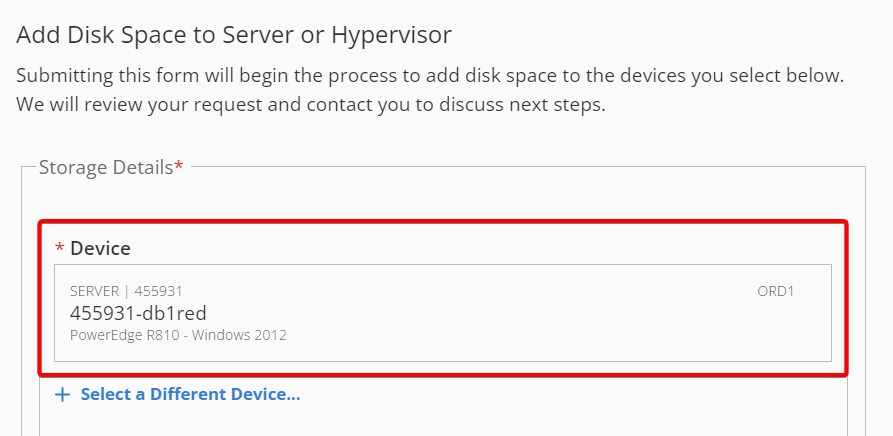 Add Disk Space to Server or Hypervisor
Submitting this form will begin the process to add disk space to the devices you select below.
We will review your request and contact you to discuss next steps.
Storage Details*
* Device
SERVER | 455931 ORD1
455931-db1red
PowerEdge R810 - Windows 2012
+ Select a Different Device...